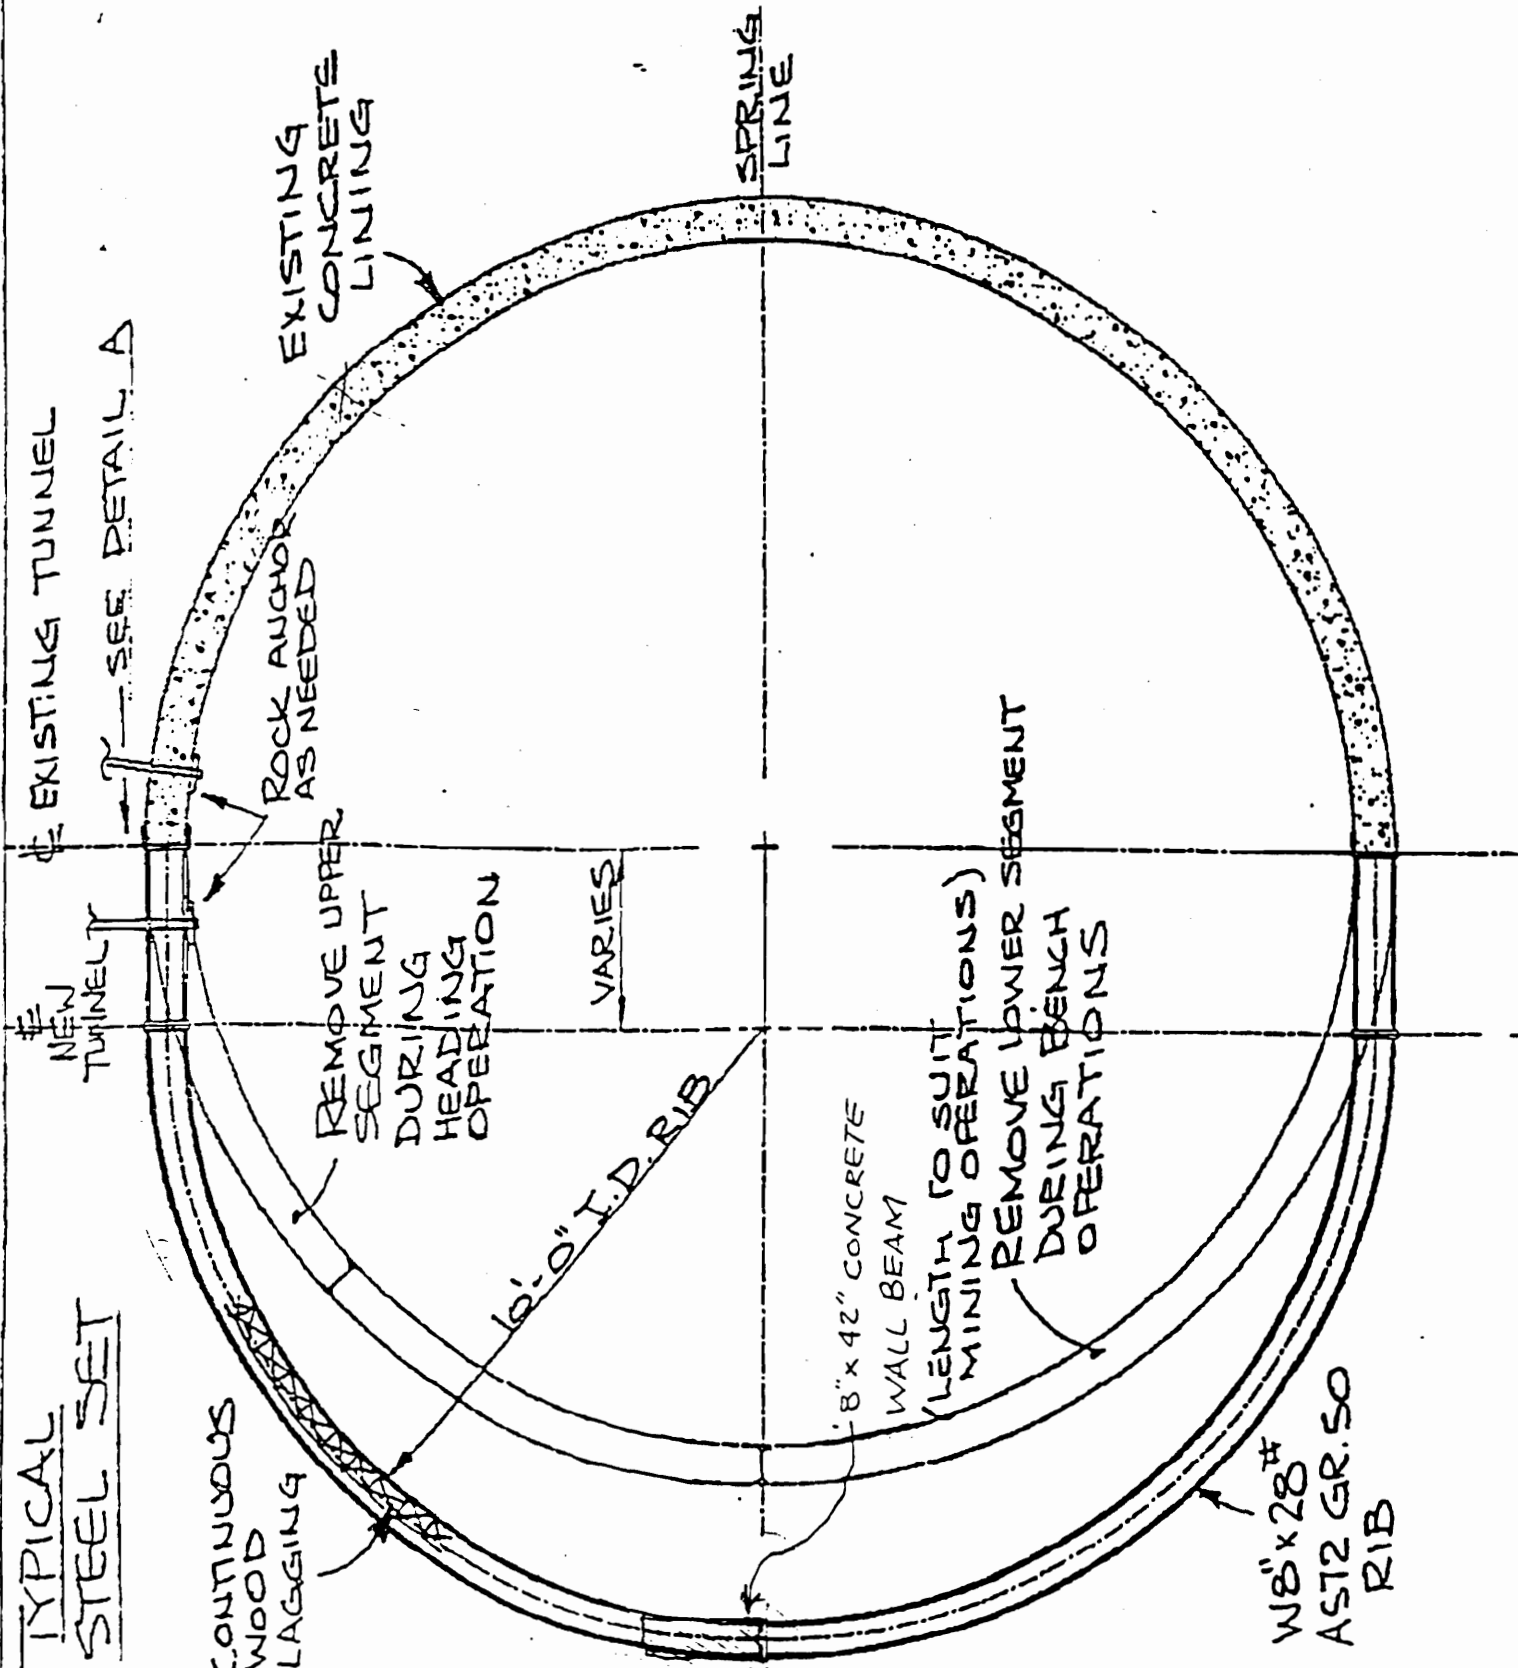 TYPICAL
STEEL SET
CONTINUOUS
WOOD
LAGGING
℄
NEW
TUNNEL
℄ EXISTING TUNNEL
SEE DETAIL A
EXISTING
CONCRETE
LINING
ROCK ANCHOR
AS NEEDED
REMOVE UPPER
SEGMENT
DURING
HEADING
OPERATION
VARIES
SPRING
LINE
16'-0" I.D. RIB
8" x 42" CONCRETE
WALL BEAM
(LENGTH TO SUIT
MINING OPERATIONS)
REMOVE LOWER SEGMENT
DURING BENCH
OPERATIONS
W8" x 28#
A572 GR.50
RIB